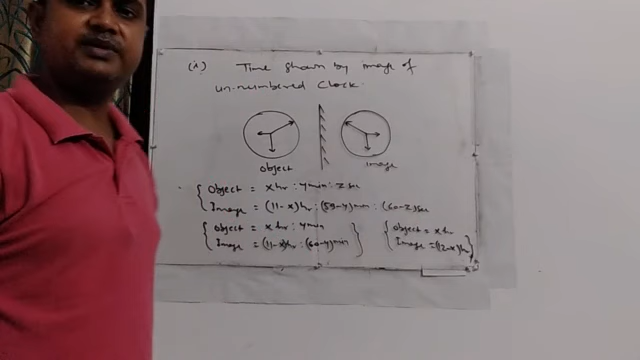 (x) Time shown by image of
un-numbered Clock.
Object
Image
Object = x hr : y min : z sec
Image = (11-x)hr : (59-y)min : (60-z)sec
Object = x hr : y min
Image = (11-x)hr : (60-y)min
Object = x hr
Image = (12-x)hr